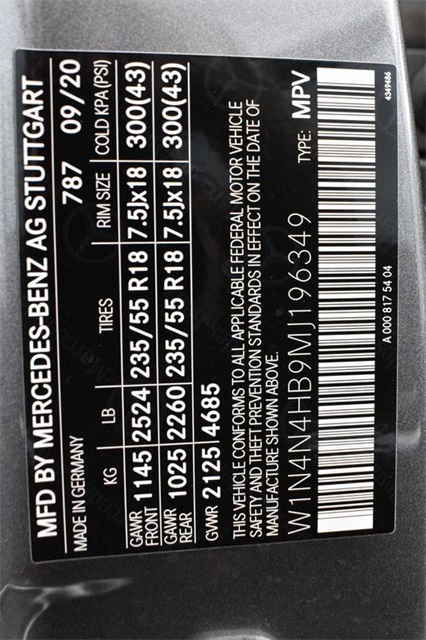 MFD BY MERCEDES-BENZ AG STUTTGART
MADE IN GERMANY 787 09/20
KG LB TIRES RIM SIZE COLD KPA(PSI)
GAWR FRONT 1145 2524 235/55 R18 7.5Jx18 300(43)
GAWR REAR 1025 2260 235/55 R18 7.5Jx18 300(43)
GVWR 2125 4685
THIS VEHICLE CONFORMS TO ALL APPLICABLE FEDERAL MOTOR VEHICLE
SAFETY AND THEFT PREVENTION STANDARDS IN EFFECT ON THE DATE OF
MANUFACTURE SHOWN ABOVE.
W1N4N4HB9MJ196349 TYPE: MPV
A 000 817 54 04
4349486